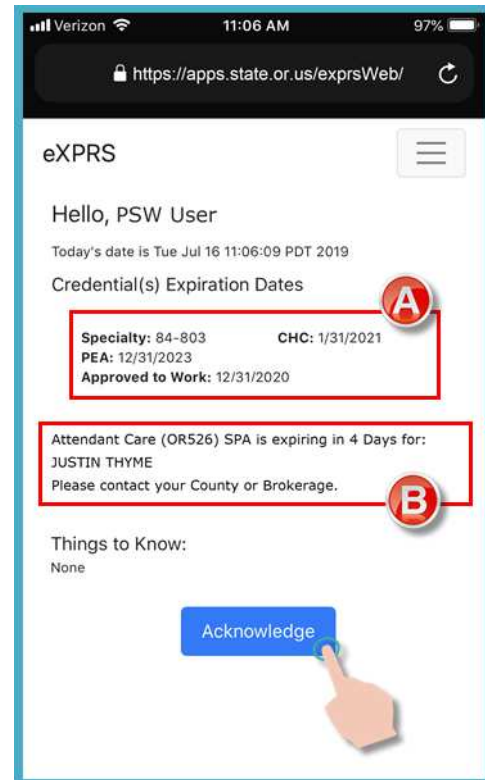 Verizon 11:06 AM 97%
https://apps.state.or.us/exprsWeb/
eXPRS
Hello, PSW User
Today's date is Tue Jul 16 11:06:09 PDT 2019
Credential(s) Expiration Dates
A
Specialty: 84-803 CHC: 1/31/2021
PEA: 12/31/2023
Approved to Work: 12/31/2020
Attendant Care (OR526) SPA is expiring in 4 Days for:
JUSTIN THYME
Please contact your County or Brokerage.
B
Things to Know:
None
Acknowledge